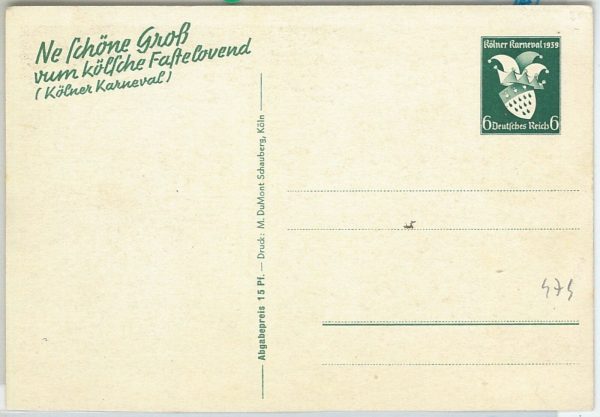 Ne schöne Groß
vum kölsche Fastelovend
(Kölner Karneval)
Kölner Karneval 1939
6 Deutsches Reich 6
Abgabepreis 15 Pf. — Druck: M. DuMont Schauberg, Köln
474